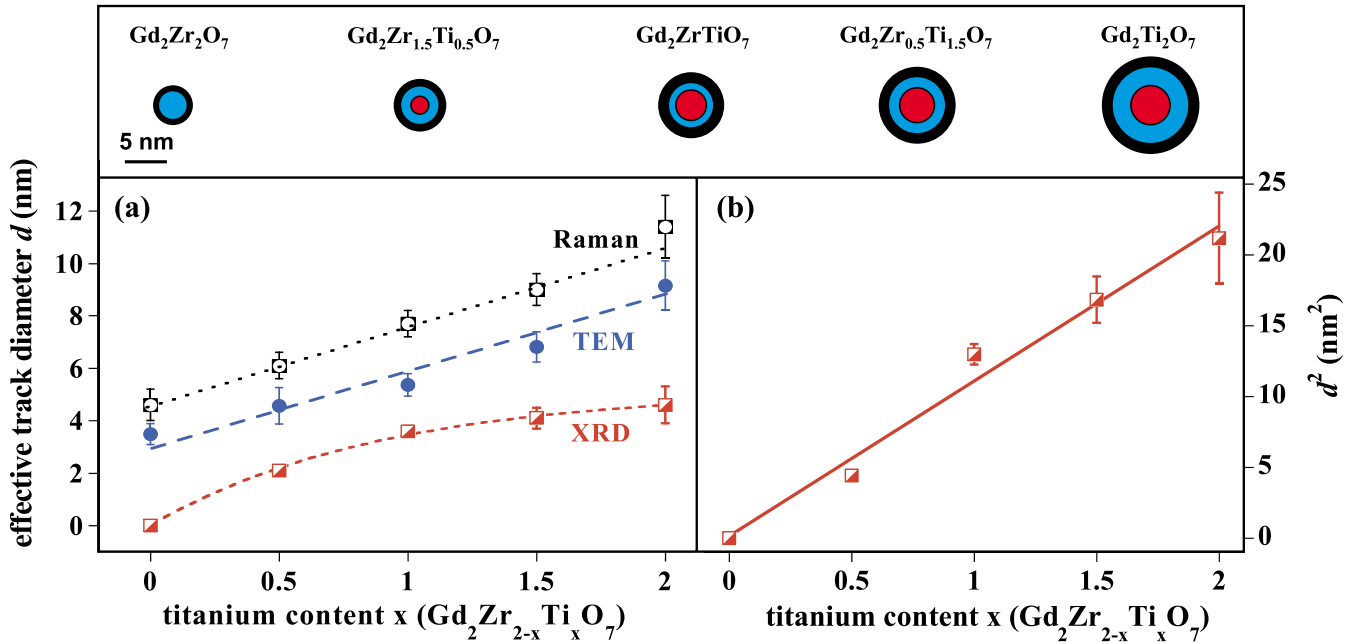 Gd₂Zr₂O₇ Gd₂Zr₁.₅Ti₀.₅O₇ Gd₂ZrTiO₇ Gd₂Zr₀.₅Ti₁.₅O₇ Gd₂Ti₂O₇
5 nm
(a)
effective track diameter d (nm)
12
10
8
6
4
2
0
Raman
TEM
XRD
0 0.5 1 1.5 2
titanium content x (Gd₂Zr₂₋ₓTiₓO₇)
(b)
25
20
15
10
5
0
d² (nm²)
0 0.5 1 1.5 2
titanium content x (Gd₂Zr₂₋ₓTiₓO₇)